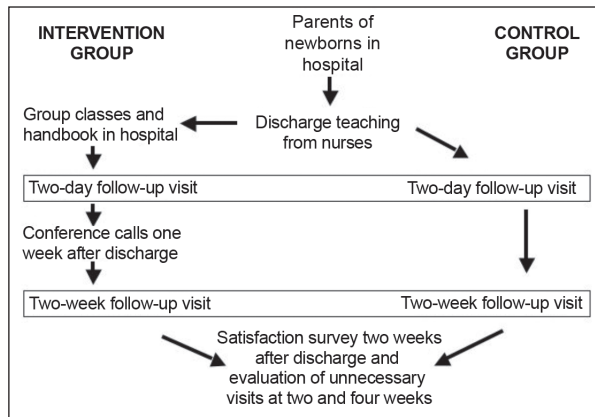 INTERVENTION
GROUP
Parents of
newborns in
hospital
CONTROL
GROUP
Group classes and
handbook in hospital
Discharge teaching
from nurses
Two-day follow-up visit
Two-day follow-up visit
Conference calls one
week after discharge
Two-week follow-up visit
Two-week follow-up visit
Satisfaction survey two weeks
after discharge and
evaluation of unnecessary
visits at two and four weeks